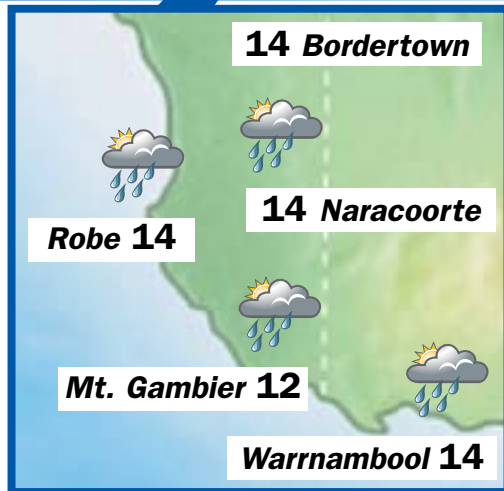 14 Bordertown
14 Naracoorte
Robe 14
Mt. Gambier 12
Warrnambool 14